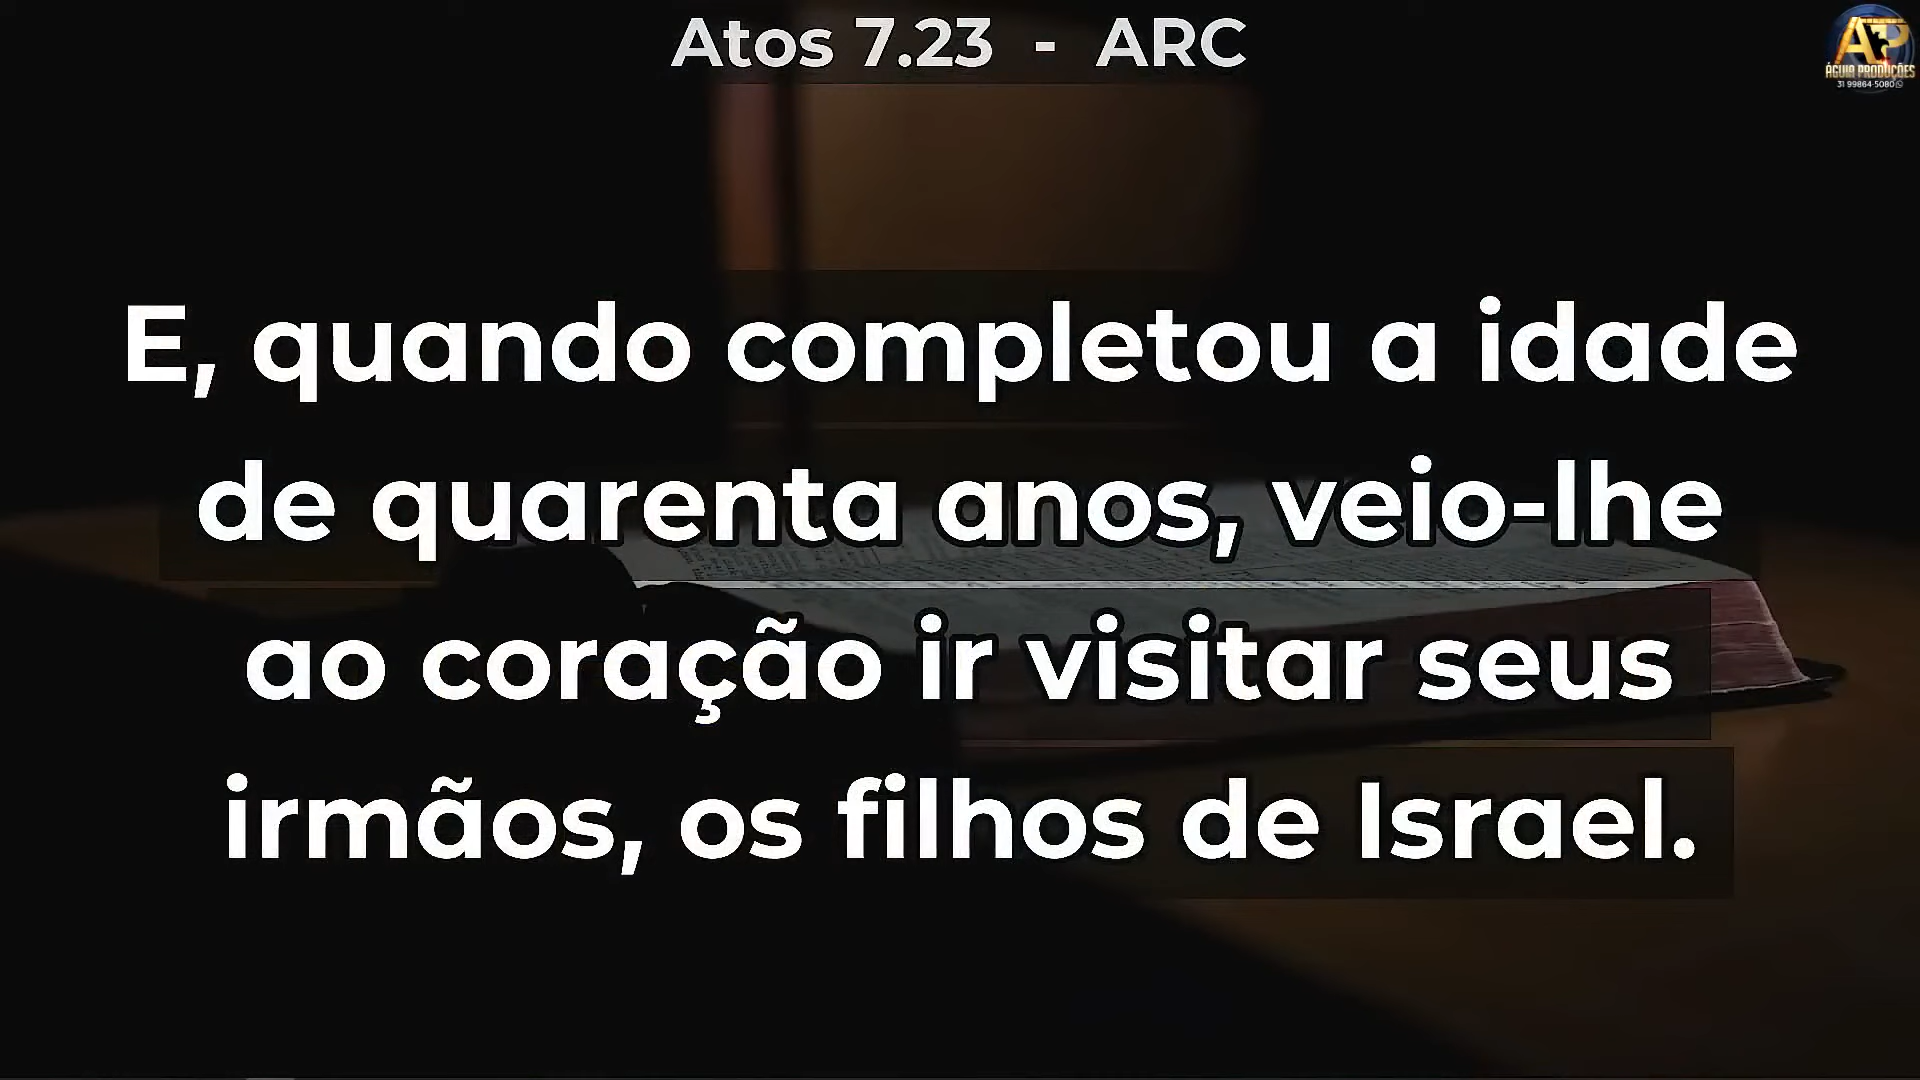 Atos 7.23 - ARC
AP
ÁGUIA PRODUÇÕES
31 99864-5080
E, quando completou a idade
de quarenta anos, veio-lhe
ao coração ir visitar seus
irmãos, os filhos de Israel.